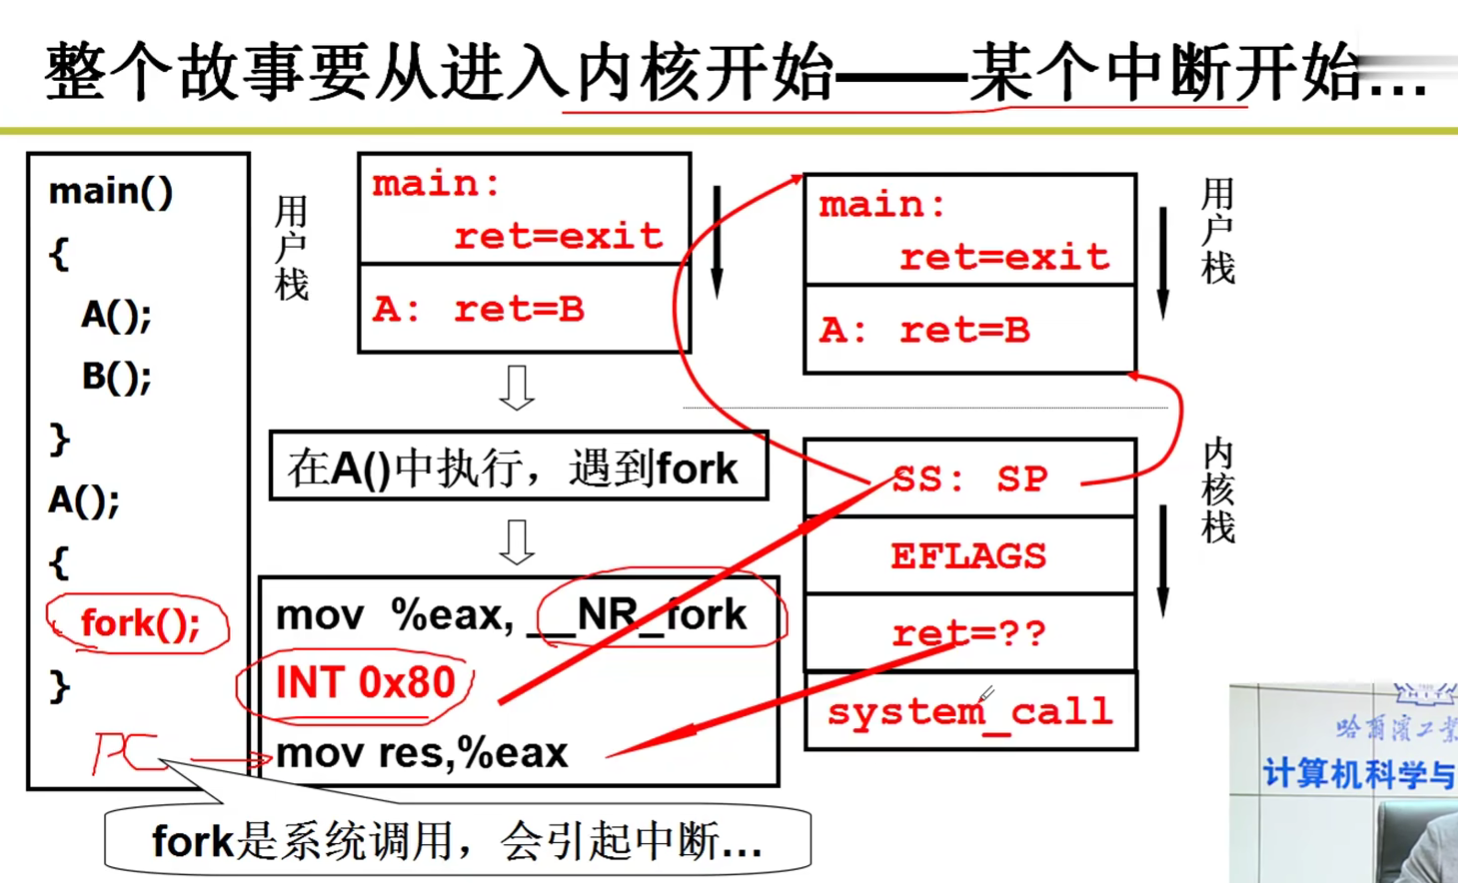 整个故事要从进入内核开始——某个中断开始…
main()
{
A();
B();
}
A();
{
fork();
}
PC
用户栈
main:
ret=exit
A: ret=B
在A()中执行，遇到fork
mov %eax, __NR_fork
INT 0x80
mov res,%eax
fork是系统调用，会引起中断…
main:
ret=exit
A: ret=B
用户栈
SS: SP
EFLAGS
ret=??
system_call
内核栈
哈尔滨工业
计算机科学与